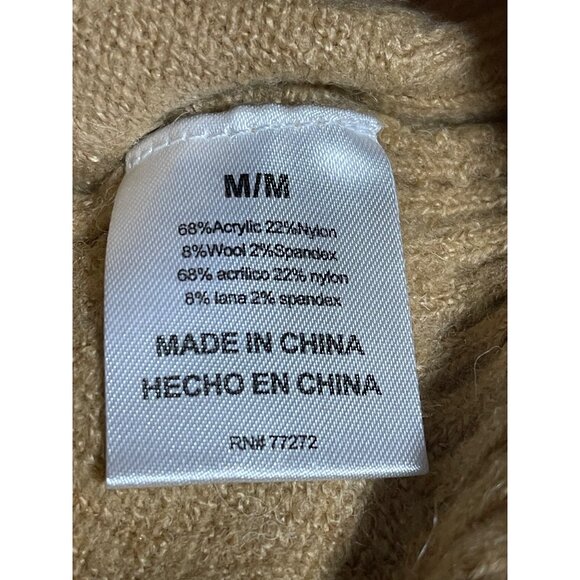 M/M
68%Acrylic 22%Nylon
8%Wool 2%Spandex
68% acrilico 22% nylon
8% lana 2% spandex
MADE IN CHINA
HECHO EN CHINA
RN# 77272